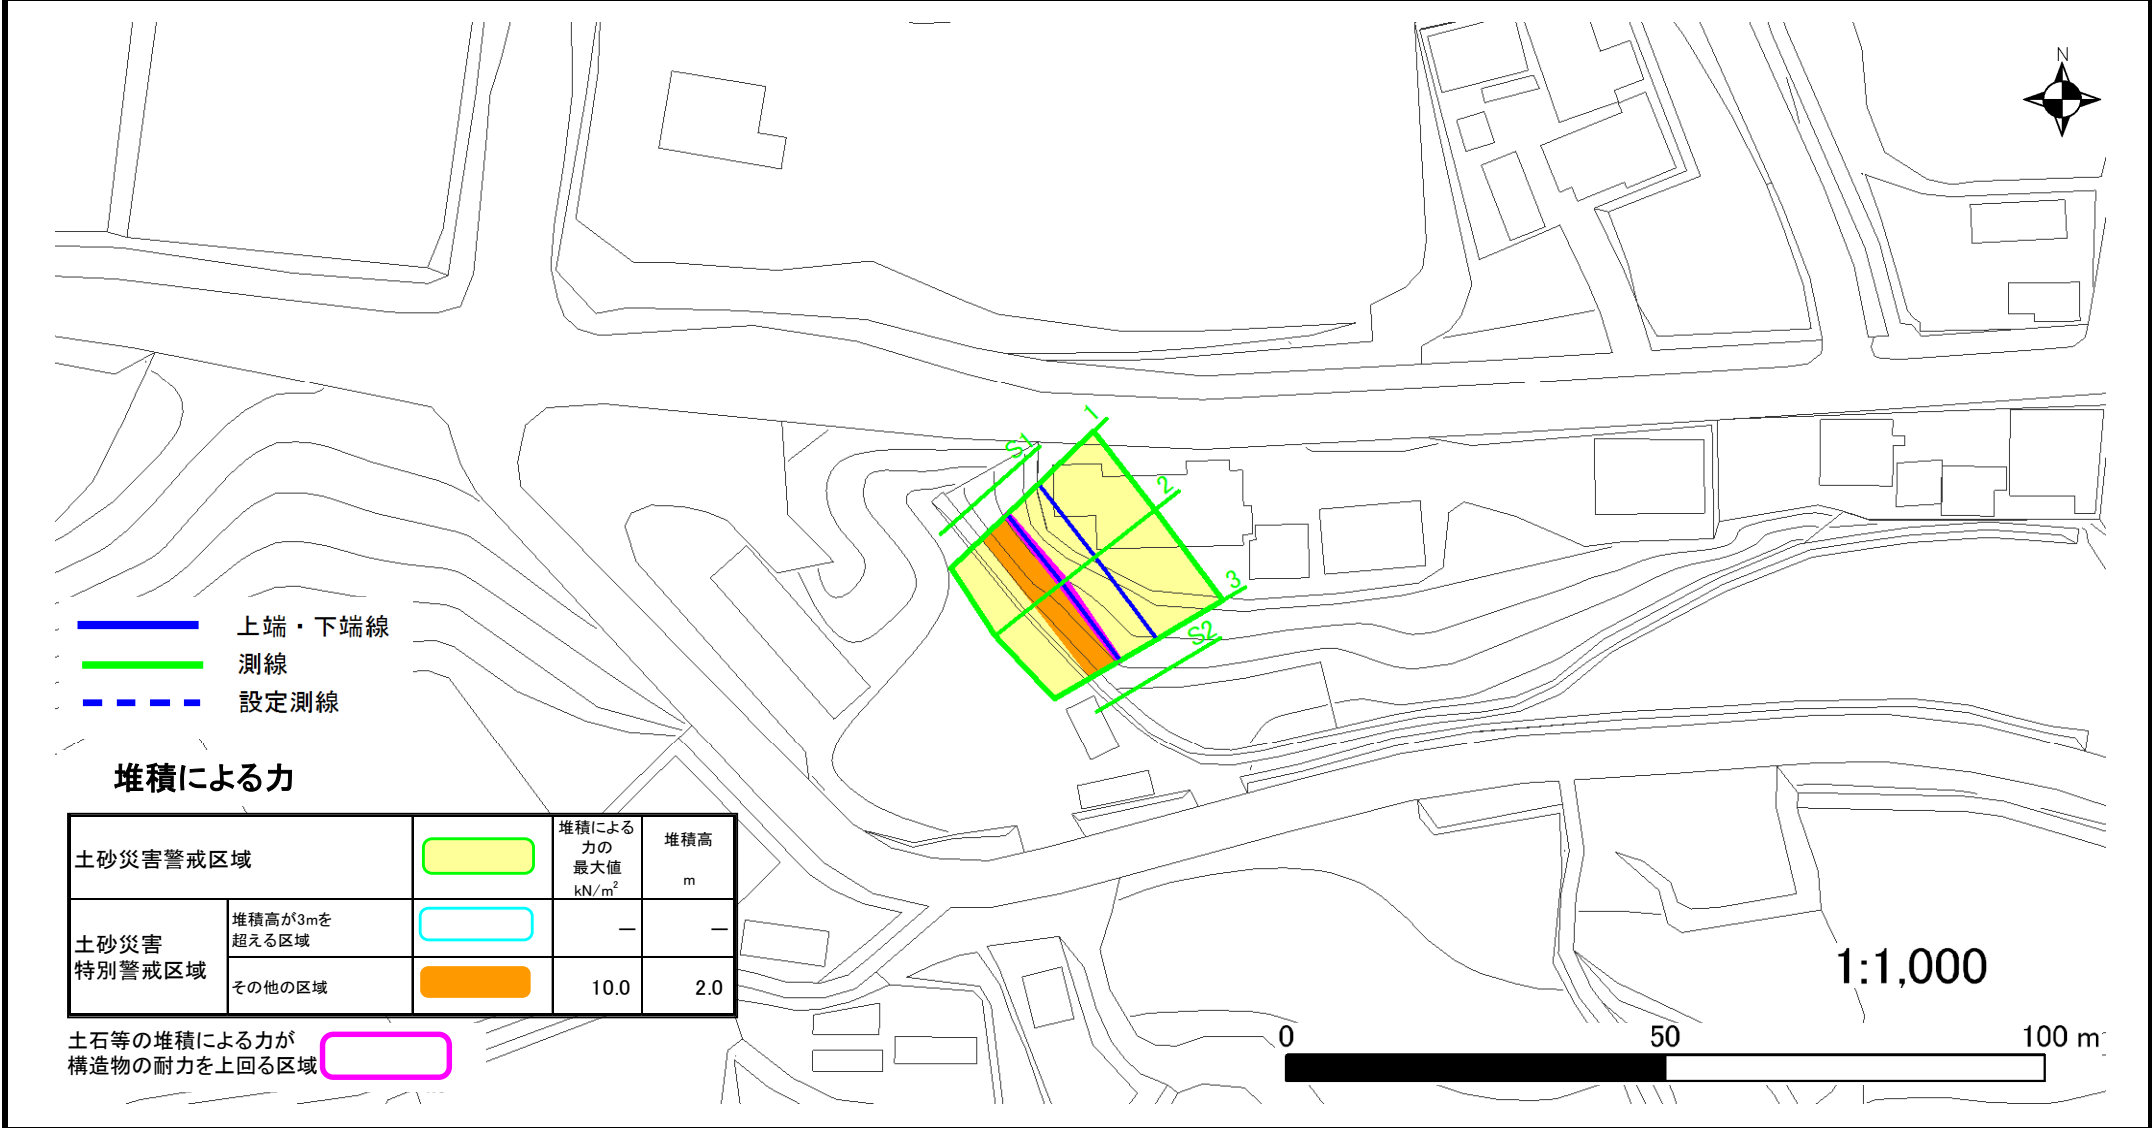 N
1
S1
2
3
S2
上端・下端線
測線
設定測線
堆積による力
土砂災害警戒区域
堆積による
力の
最大値
kN/m²
堆積高
m
土砂災害
特別警戒区域
堆積高が3mを
超える区域
―
―
その他の区域
10.0
2.0
土石等の堆積による力が
構造物の耐力を上回る区域
1:1,000
0
50
100 m